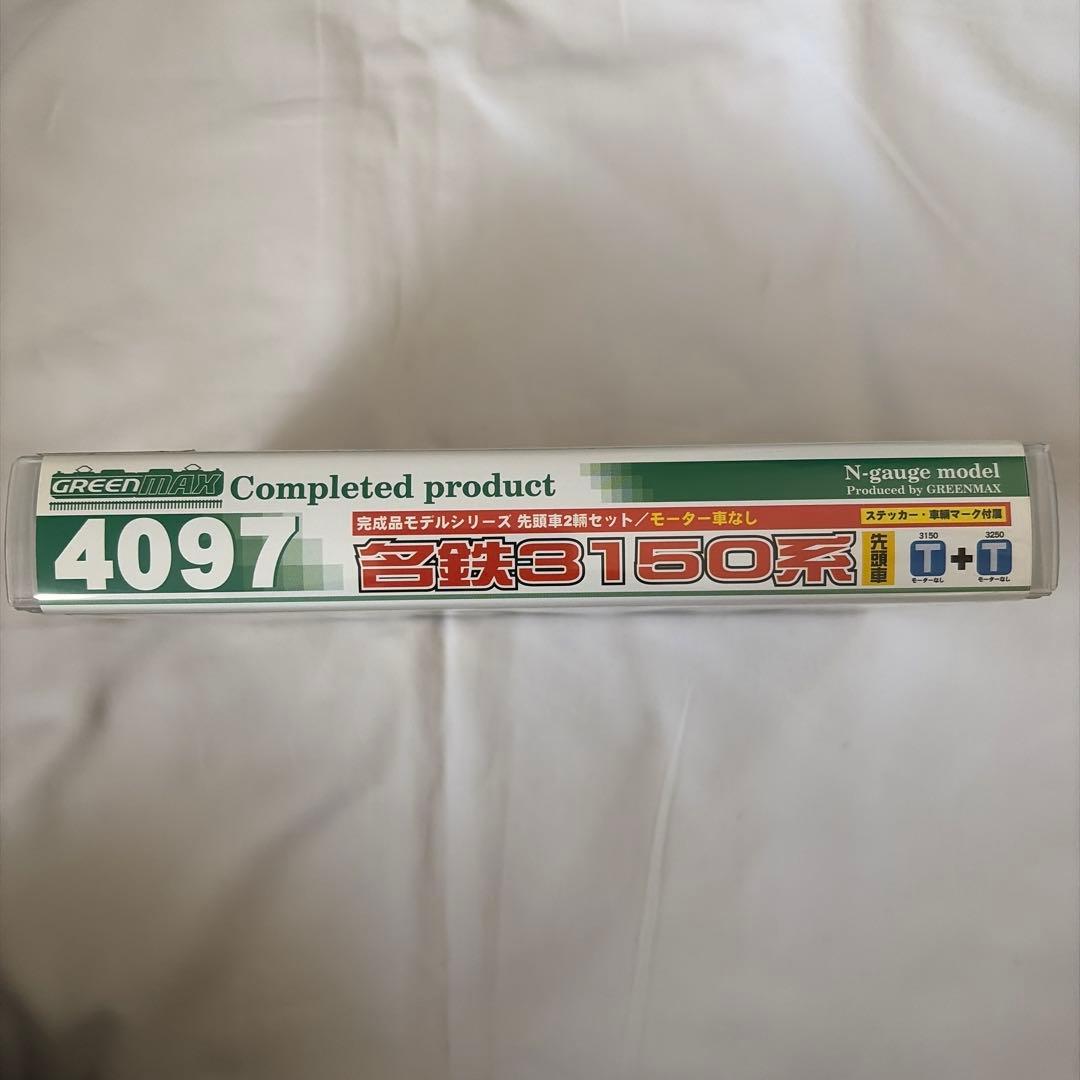 GREENMAX Completed product
N-gauge model
Produced by GREENMAX
4097
完成品モデルシリーズ 先頭車2輌セット／モーター車なし
ステッカー・車輌マーク付属
名鉄3150系
先頭車
3150 3250
T+T
モーターなし モーターなし